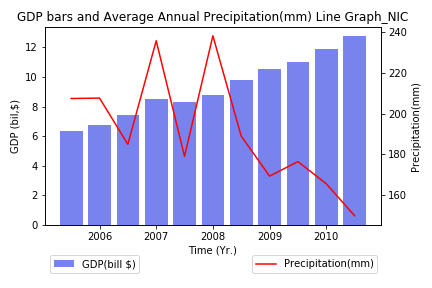 GDP bars and Average Annual Precipitation(mm) Line Graph_NIC
12
10
8
6
4
2
0
GDP (bil,$)
240
220
200
180
160
Precipitation(mm)
2006 2007 2008 2009 2010
Time (Yr.)
GDP(bill $)
Precipitation(mm)